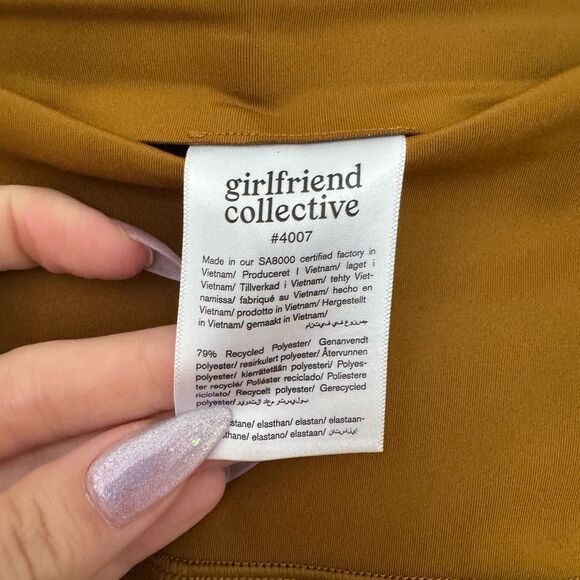 girlfriend
collective
#4007
Made in our SA8000 certified factory in
Vietnam/ Produceret I Vietnam/ laget i
Vietnam/ Tillverkad i Vietnam/ tehty Viet-
namissa/ fabriqué au Vietnam/ hecho en
Vietnam/ prodotto in Vietnam/ Hergestellt
in Vietnam/ gemaakt in Vietnam/
79% Recycled Polyester/ Genanvendt
polyester/ resirkulert polyester/ Återvunnen
polyester/ kierrätetään polyesteri/ Polyes-
ter recyclé/ Poliéster reciclado/ Poliestere
riciclato/ Recycelt polyester/ Gerecycled
polyester/
stane/ elasthan/ elastan/ elastaan-
thane/ elastano/ elastaan/